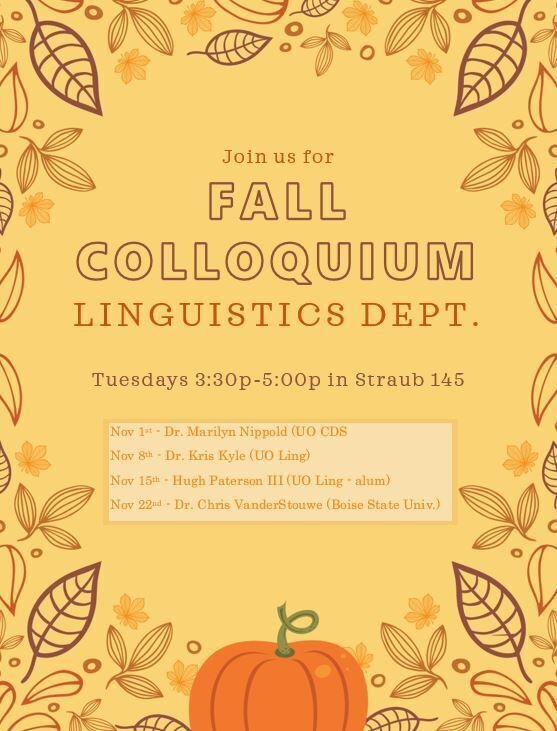 Join us for
FALL
COLLOQUIUM
LINGUISTICS DEPT.
Tuesdays 3:30p-5:00p in Straub 145
Nov 1st - Dr. Marilyn Nippold (UO CDS
Nov 8th - Dr. Kris Kyle (UO Ling)
Nov 15th - Hugh Paterson III (UO Ling - alum)
Nov 22nd - Dr. Chris VanderStouwe (Boise State Univ.)